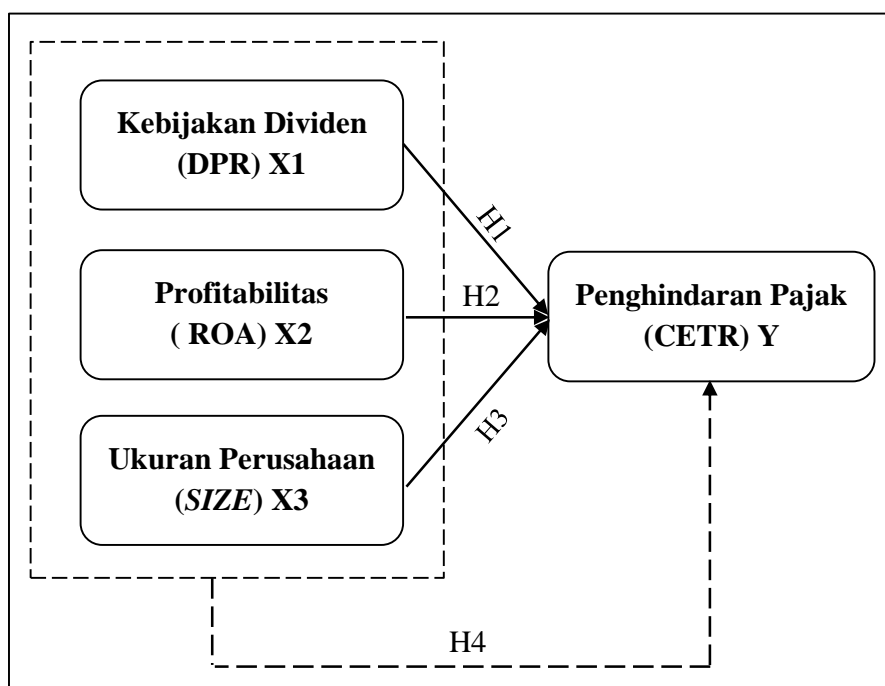 Kebijakan Dividen
(DPR) X1
H1
Profitabilitas
( ROA) X2
H2
Penghindaran Pajak
(CETR) Y
Ukuran Perusahaan
(SIZE) X3
H3
H4